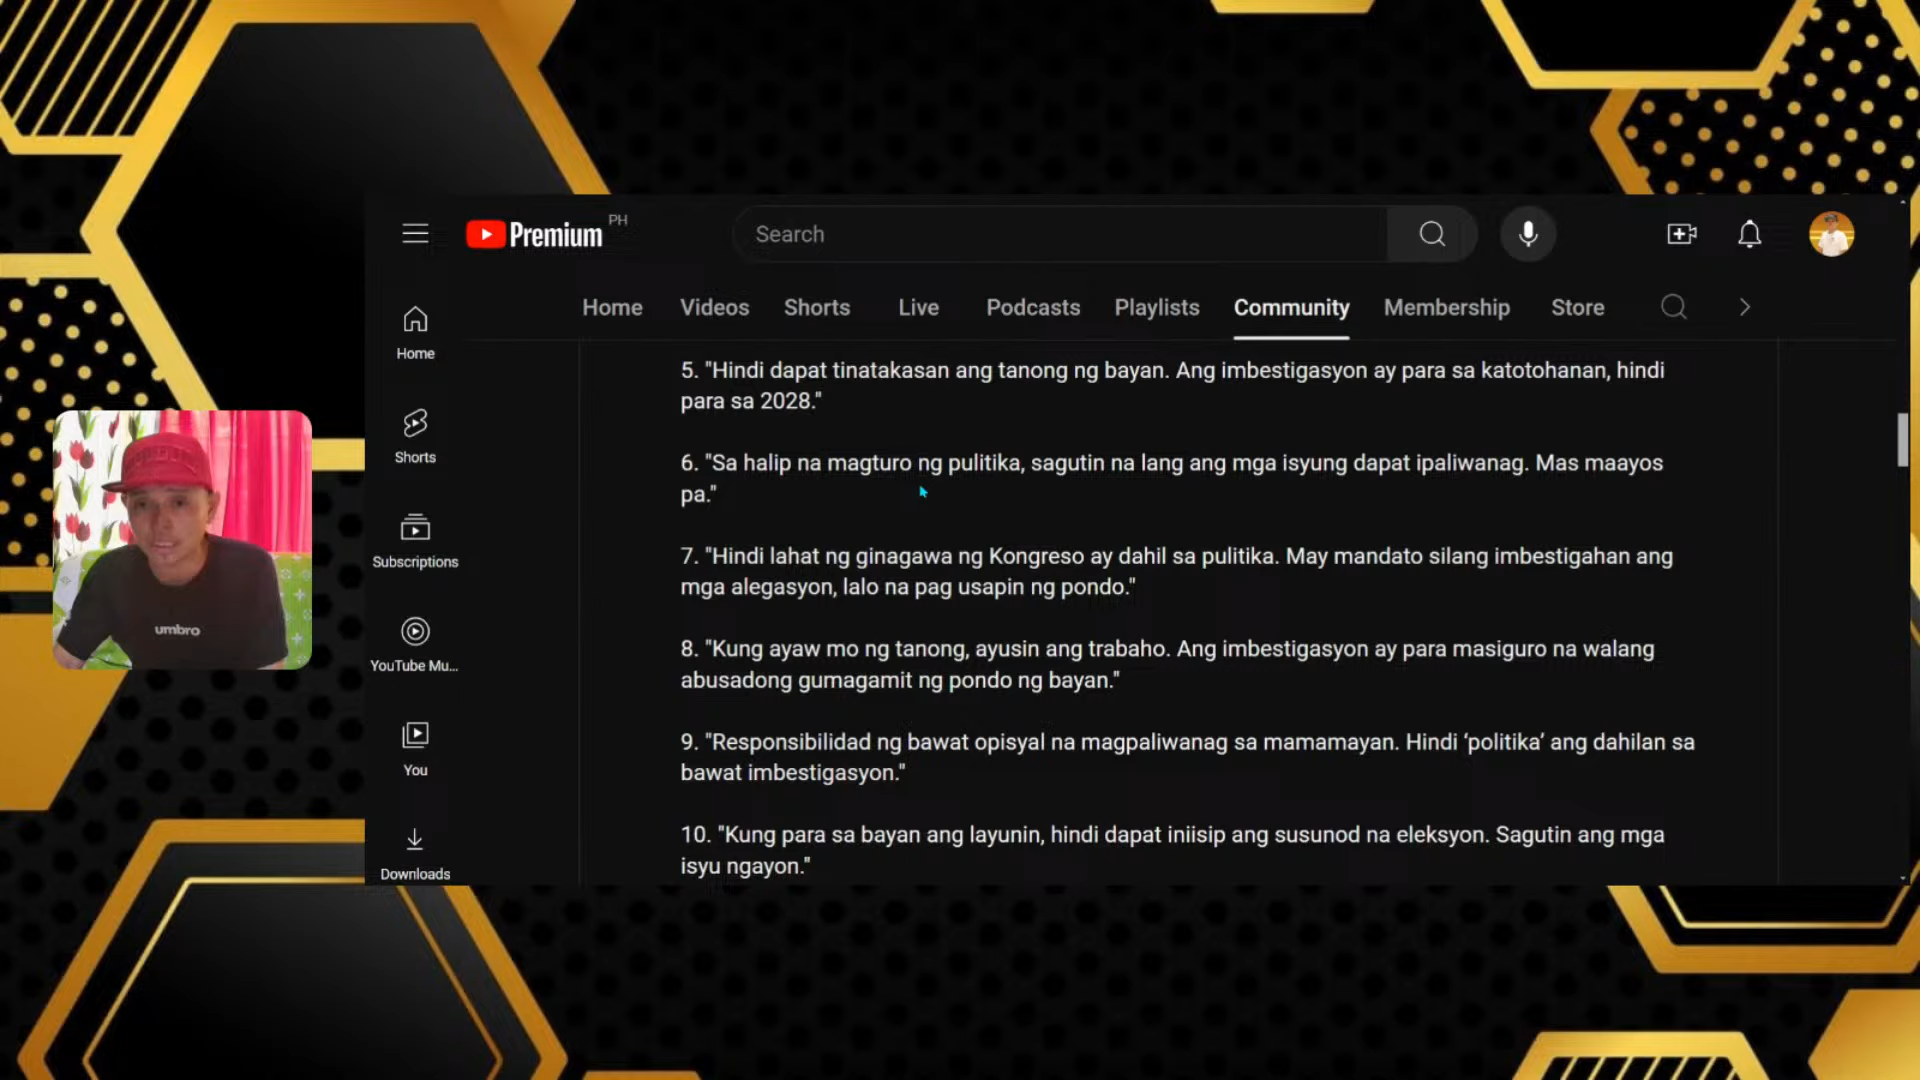 Premium PH
Search
Home
Videos
Shorts
Live
Podcasts
Playlists
Community
Membership
Store
Home
Shorts
Subscriptions
YouTube Mu...
You
Downloads
5. "Hindi dapat tinatakasan ang tanong ng bayan. Ang imbestigasyon ay para sa katotohanan, hindi
para sa 2028."
6. "Sa halip na magturo ng pulitika, sagutin na lang ang mga isyung dapat ipaliwanag. Mas maayos
pa."
7. "Hindi lahat ng ginagawa ng Kongreso ay dahil sa pulitika. May mandato silang imbestigahan ang
mga alegasyon, lalo na pag usapin ng pondo."
8. "Kung ayaw mo ng tanong, ayusin ang trabaho. Ang imbestigasyon ay para masiguro na walang
abusadong gumagamit ng pondo ng bayan."
9. "Responsibilidad ng bawat opisyal na magpaliwanag sa mamamayan. Hindi ‘politika’ ang dahilan sa
bawat imbestigasyon."
10. "Kung para sa bayan ang layunin, hindi dapat iniisip ang susunod na eleksyon. Sagutin ang mga
isyu ngayon."
umbro